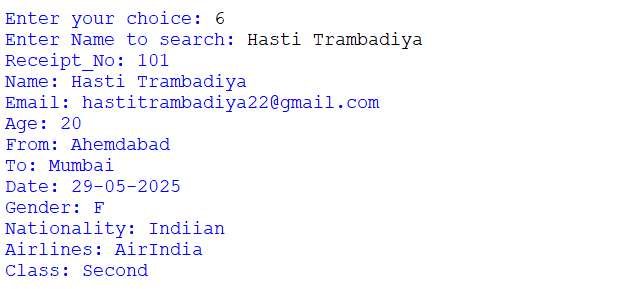 Enter your choice: 6
Enter Name to search: Hasti Trambadiya
Receipt_No: 101
Name: Hasti Trambadiya
Email: hastitrambadiya22@gmail.com
Age: 20
From: Ahemdabad
To: Mumbai
Date: 29-05-2025
Gender: F
Nationality: Indiian
Airlines: AirIndia
Class: Second